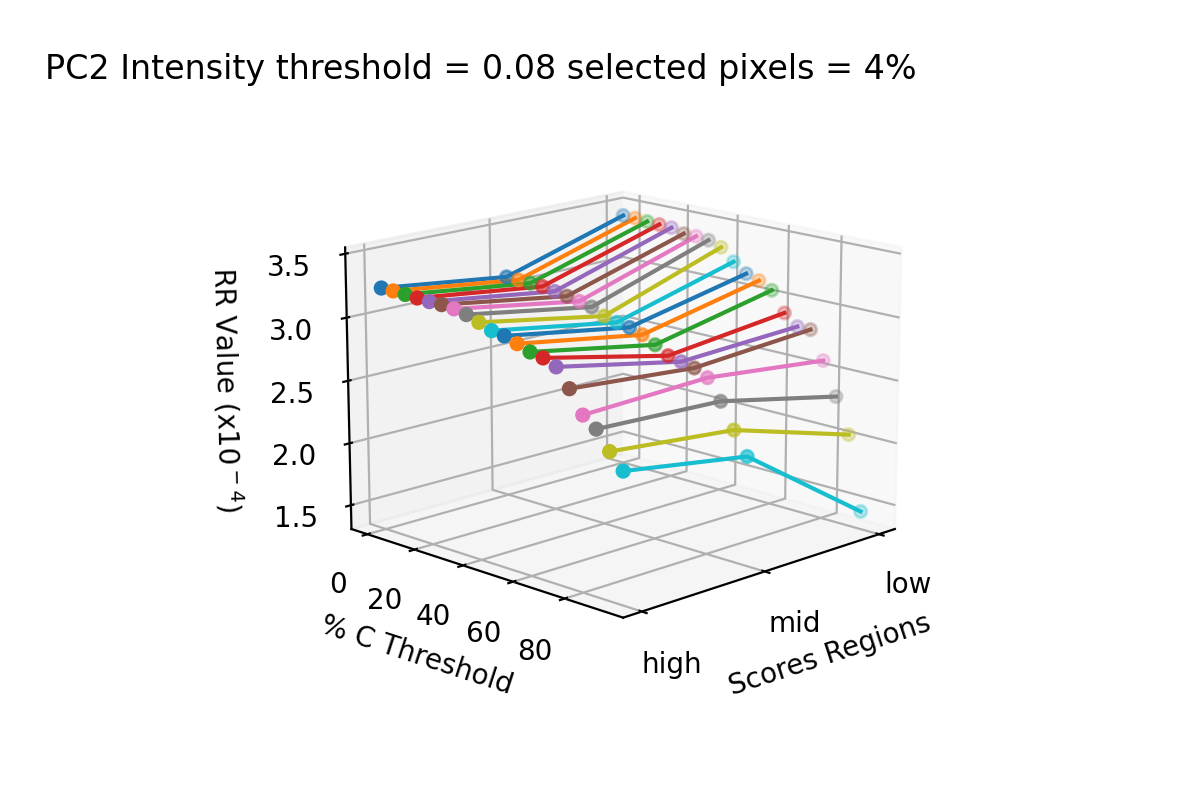 PC2 Intensity threshold = 0.08 selected pixels = 4%
3.5
3.0
2.5
2.0
1.5
RR Value (x10⁻⁴)
0
20
40
60
80
% C Threshold
high
mid
low
Scores Regions